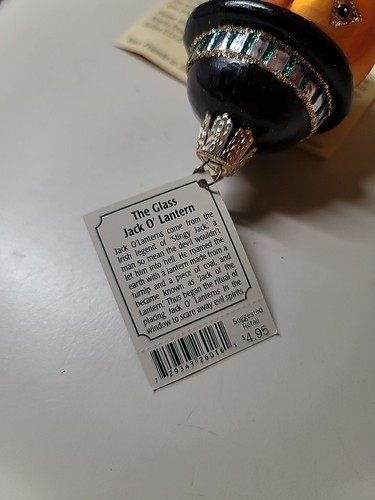 The Glass
Jack O' Lantern
Jack O'Lanterns come from the
Irish legend of 'Stingy Jack', a
man so mean the devil wouldn't
let him into hell. He roamed the
earth with a lantern made from a
turnip and a piece of coal, and
became known as 'Jack of the
Lantern. Thus began the ritual of
placing Jack O' Lanterns in the
window to scare away evil spirits
Suggested
Retail
$4.95